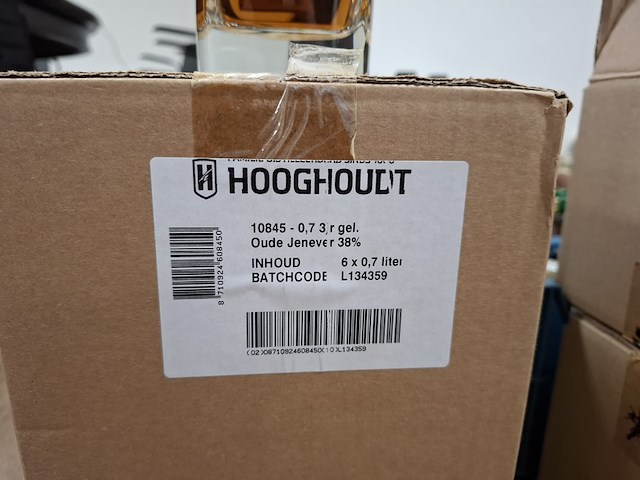 HOOGHOUDT
10845 - 0,7 3jr gel.
Oude Jenever 38%
INHOUD 6 x 0,7 liter
BATCHCODE L134359
8 710924 608450
(02)08710924608450(10)L134359